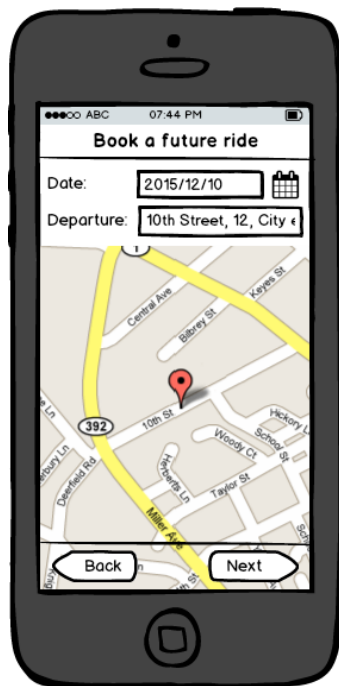 ABC 07:44 PM
Book a future ride
Date: 2015/12/10
Departure: 10th Street, 12, City
1
Central Ave
Keyes St
Bilbrey St
392
10th St
Hickory
School St
Woody Ct
Deerfield Rd
Herberts Ln
Taylor St
Miller Ave
Back Next